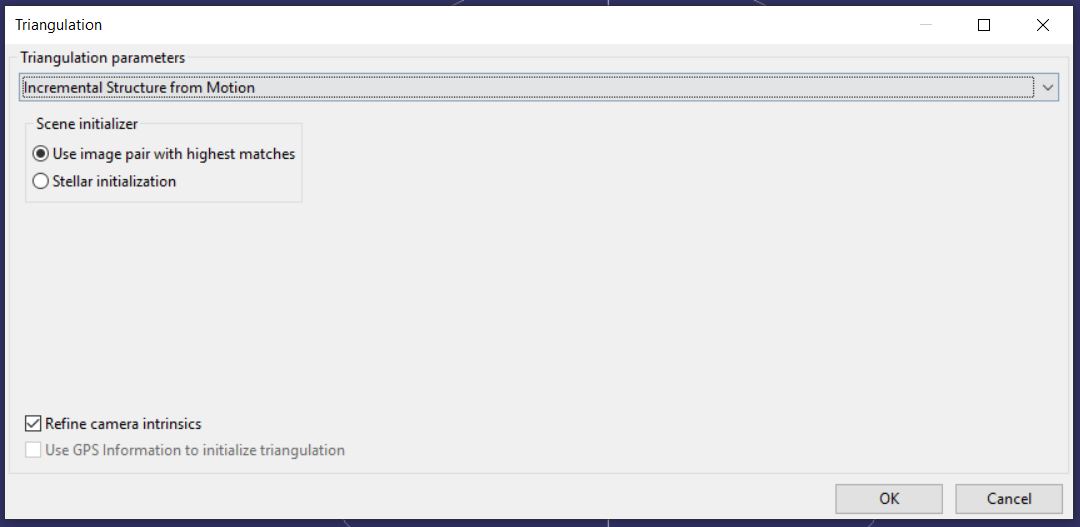 Triangulation
Triangulation parameters
Incremental Structure from Motion
Scene initializer
Use image pair with highest matches
Stellar initialization
Refine camera intrinsics
Use GPS Information to initialize triangulation
OK Cancel